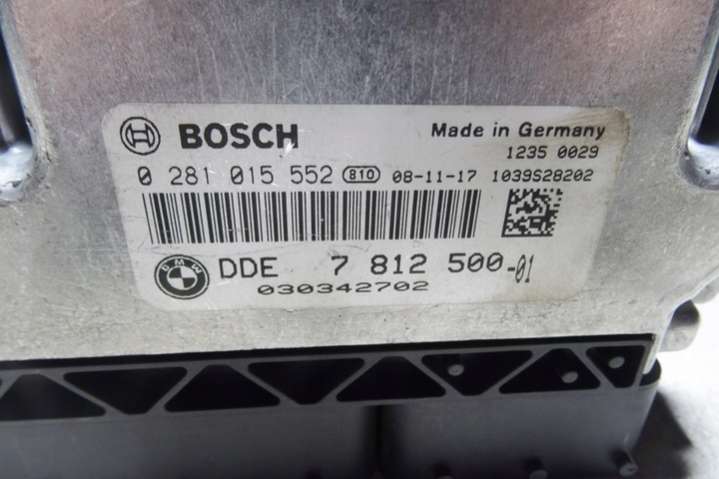 BOSCH
Made in Germany
1235 0029
0 281 015 552 810 08-11-17 1039S28202
BMW DDE 7 812 500-01
030342702